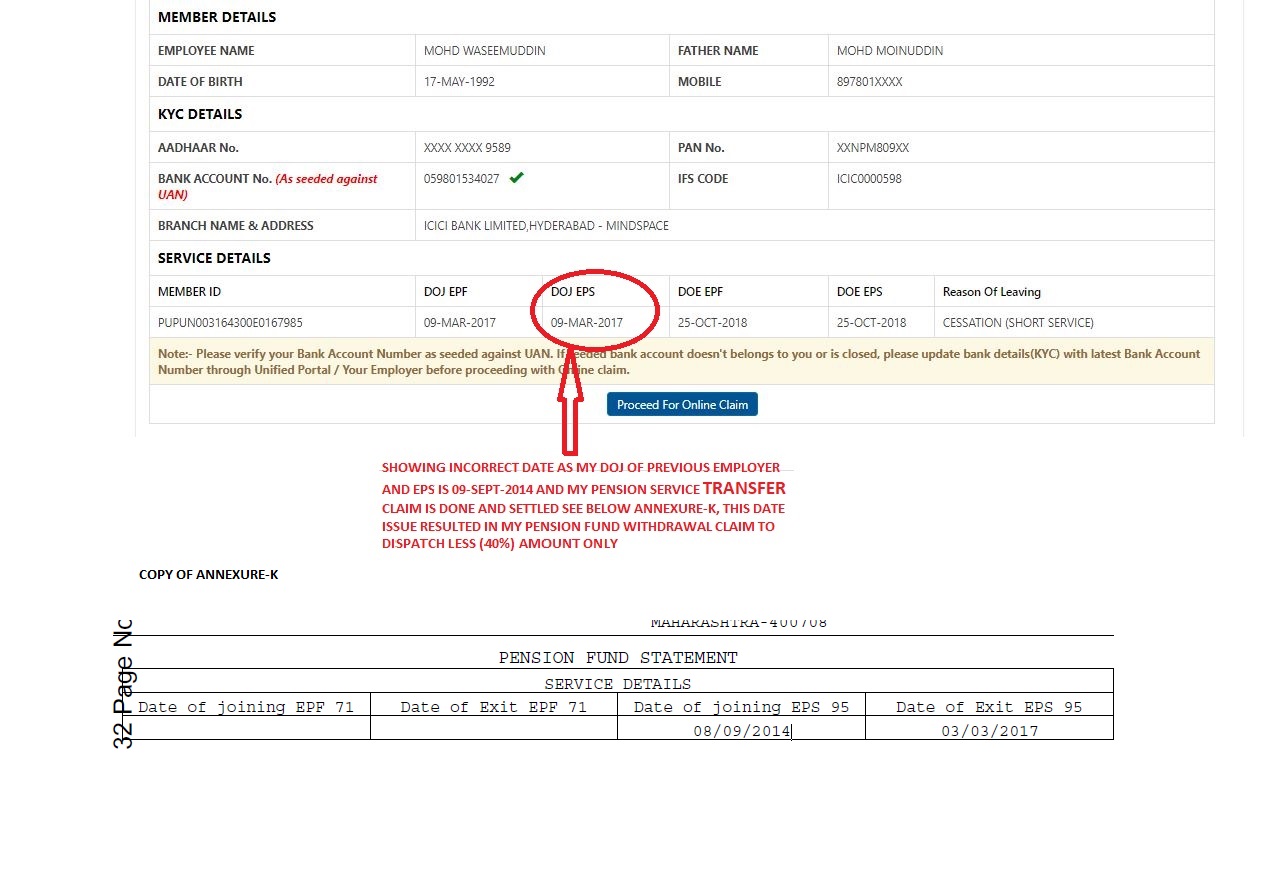 MEMBER DETAILS
EMPLOYEE NAME MOHD WASEEMUDDIN FATHER NAME MOHD MOINUDDIN
DATE OF BIRTH 17-MAY-1992 MOBILE 897801XXXX
KYC DETAILS
AADHAAR No. XXXX XXXX 9589 PAN No. XXNPM809XX
BANK ACCOUNT No. (As seeded against 059801534027 IFS CODE ICIC0000598
UAN)
BRANCH NAME & ADDRESS ICICI BANK LIMITED,HYDERABAD - MINDSPACE
SERVICE DETAILS
MEMBER ID DOJ EPF DOJ EPS DOE EPF DOE EPS Reason Of Leaving
PUPUN003164300E0167985 09-MAR-2017 09-MAR-2017 25-OCT-2018 25-OCT-2018 CESSATION (SHORT SERVICE)
Note:- Please verify your Bank Account Number as seeded against UAN. If seeded bank account doesn't belongs to you or is closed, please update bank details(KYC) with latest Bank Account
Number through Unified Portal / Your Employer before proceeding with Online claim.
Proceed For Online Claim
SHOWING INCORRECT DATE AS MY DOJ OF PREVIOUS EMPLOYER
AND EPS IS 09-SEPT-2014 AND MY PENSION SERVICE TRANSFER
CLAIM IS DONE AND SETTLED SEE BELOW ANNEXURE-K, THIS DATE
ISSUE RESULTED IN MY PENSION FUND WITHDRAWAL CLAIM TO
DISPATCH LESS (40%) AMOUNT ONLY
COPY OF ANNEXURE-K
MAHARASHTRA-400708
32 Page No
PENSION FUND STATEMENT
SERVICE DETAILS
Date of joining EPF 71 Date of Exit EPF 71 Date of joining EPS 95 Date of Exit EPS 95
08/09/2014 03/03/2017